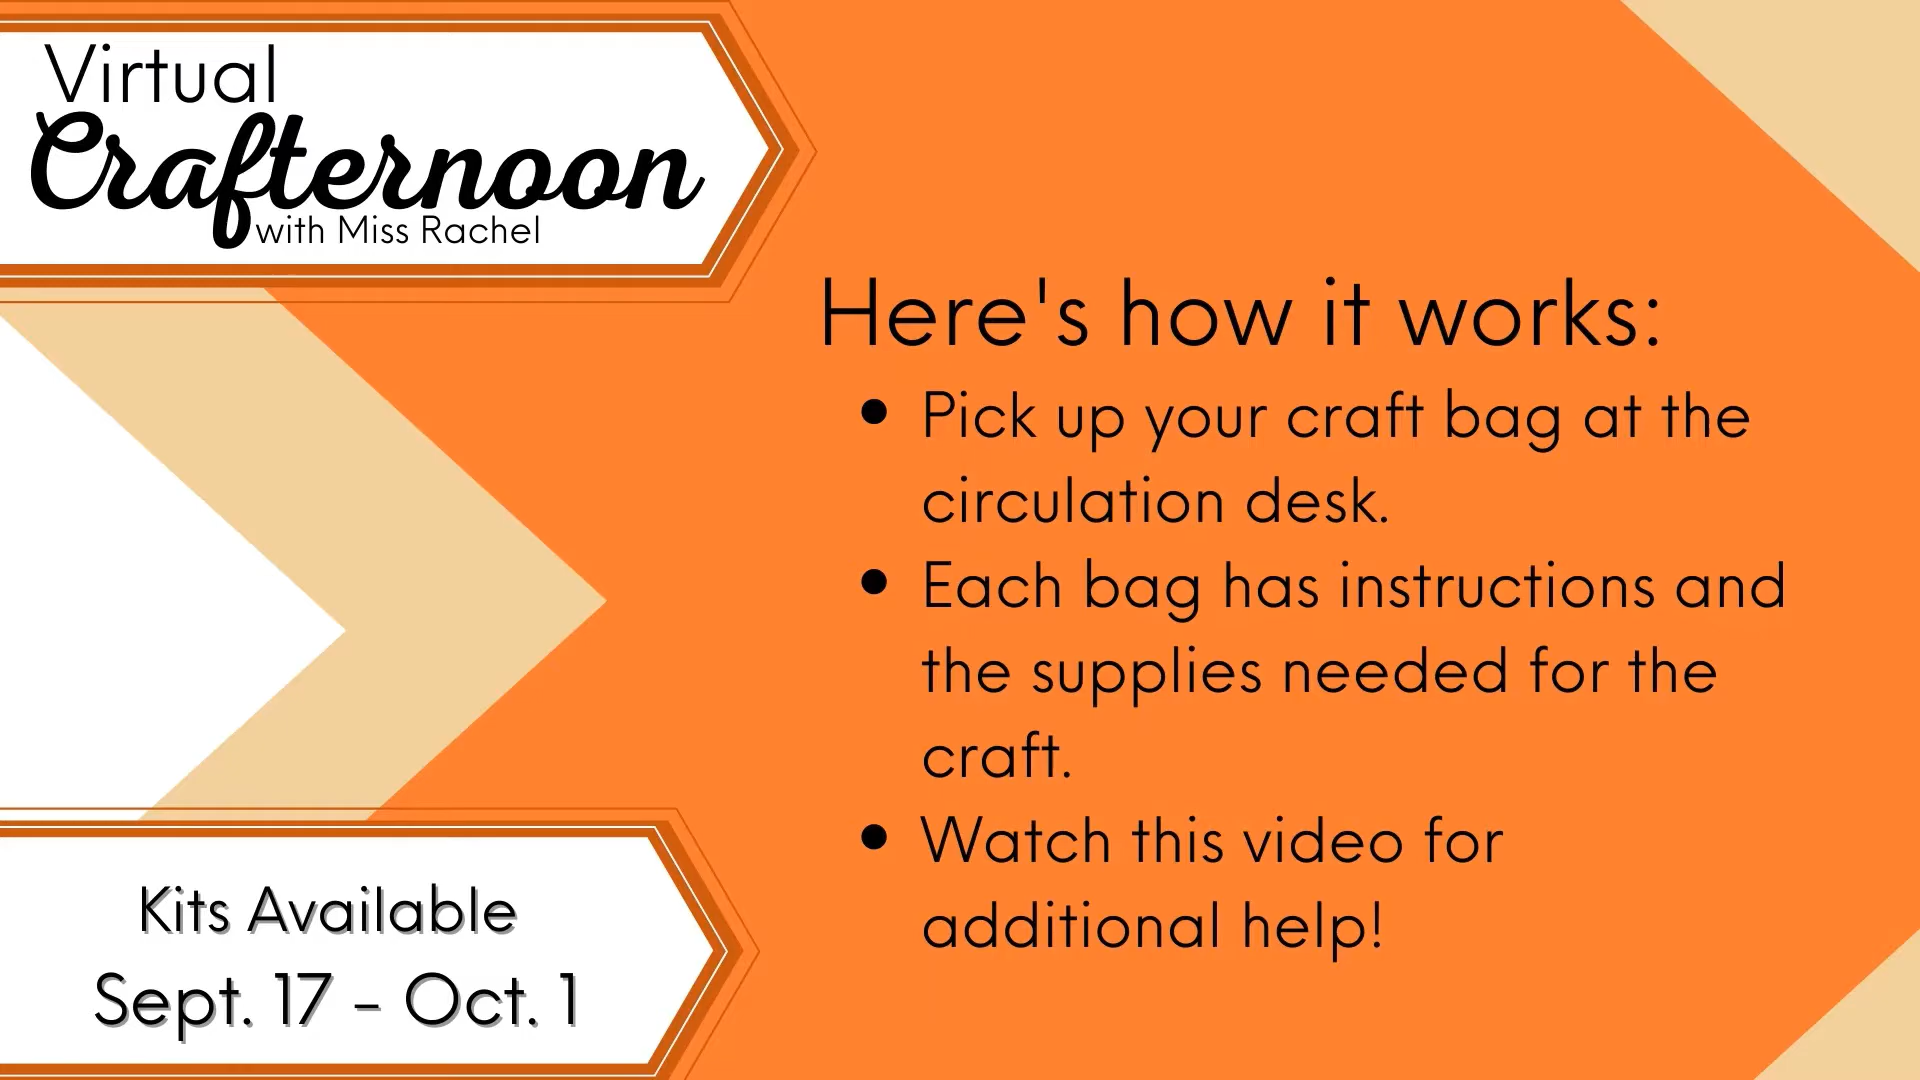 Virtual
Crafternoon
with Miss Rachel
Here's how it works:
• Pick up your craft bag at the
circulation desk.
• Each bag has instructions and
the supplies needed for the
craft.
• Watch this video for
additional help!
Kits Available
Sept. 17 - Oct. 1